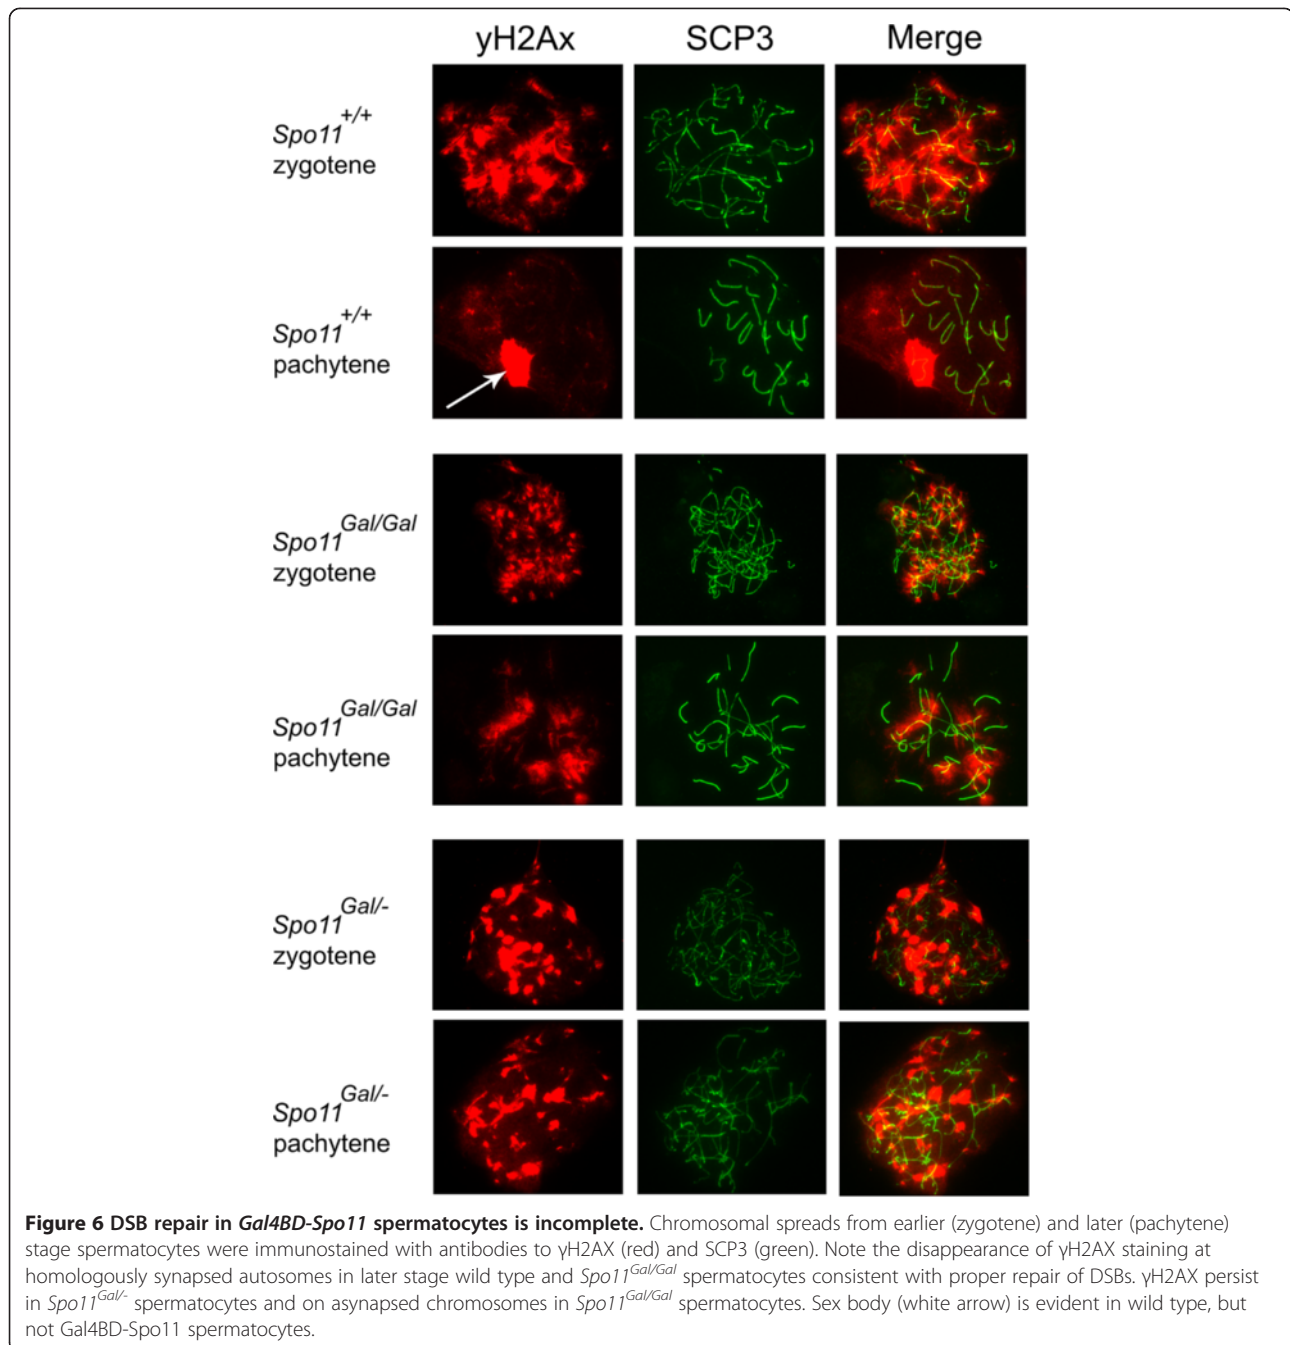 yH2Ax SCP3 Merge
Spo11+/+
zygotene
Spo11+/+
pachytene
Spo11Gal/Gal
zygotene
Spo11Gal/Gal
pachytene
Spo11Gal/-
zygotene
Spo11Gal/-
pachytene
Figure 6 DSB repair in Gal4BD-Spo11 spermatocytes is incomplete. Chromosomal spreads from earlier (zygotene) and later (pachytene)
stage spermatocytes were immunostained with antibodies to γH2AX (red) and SCP3 (green). Note the disappearance of γH2AX staining at
homologously synapsed autosomes in later stage wild type and Spo11Gal/Gal spermatocytes consistent with proper repair of DSBs. γH2AX persist
in Spo11Gal/- spermatocytes and on asynapsed chromosomes in Spo11Gal/Gal spermatocytes. Sex body (white arrow) is evident in wild type, but
not Gal4BD-Spo11 spermatocytes.